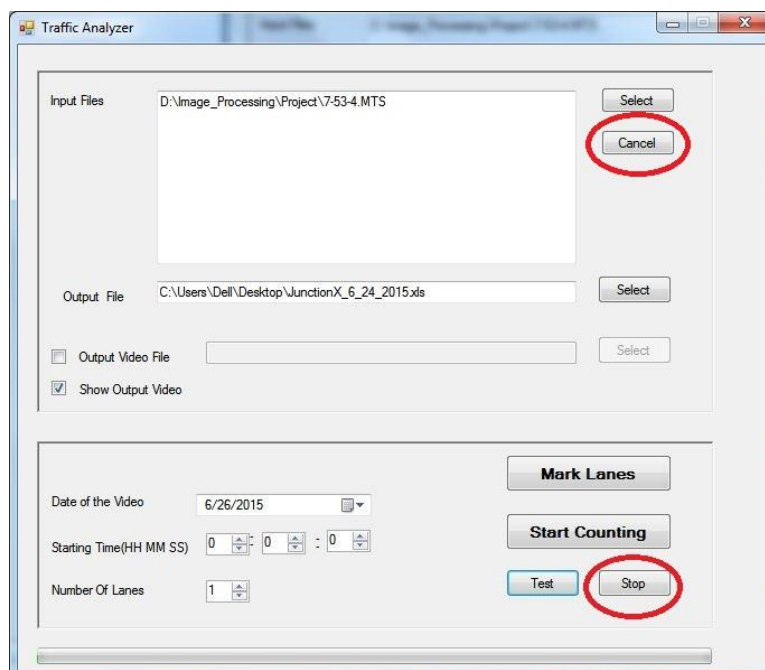 Traffic Analyzer
Input Files
D:\Image_Processing\Project\7-53-4.MTS
Select
Cancel
Output File
C:\Users\Dell\Desktop\JunctionX_6_24_2015.xls
Select
Output Video File
Select
Show Output Video
Mark Lanes
Date of the Video
6/26/2015
Start Counting
Starting Time(HH MM SS)
0 : 0 : 0
Number Of Lanes
1
Test
Stop